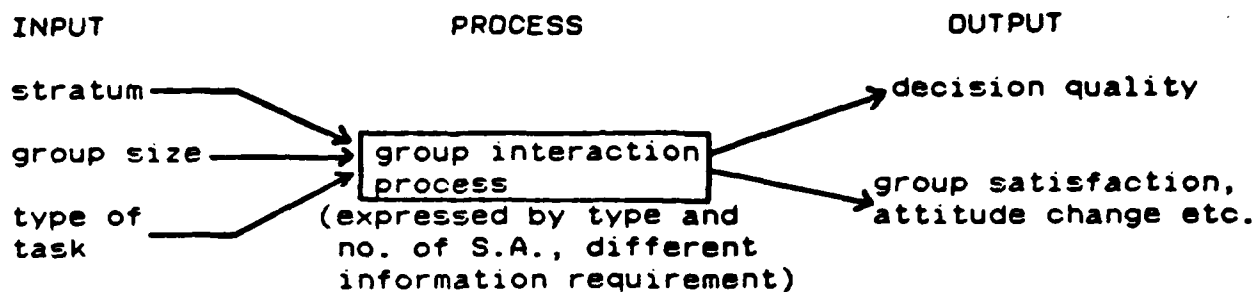 INPUT PROCESS OUTPUT
stratum
group size
type of
task
group interaction
process
(expressed by type and
no. of S.A., different
information requirement)
decision quality
group satisfaction,
attitude change etc.